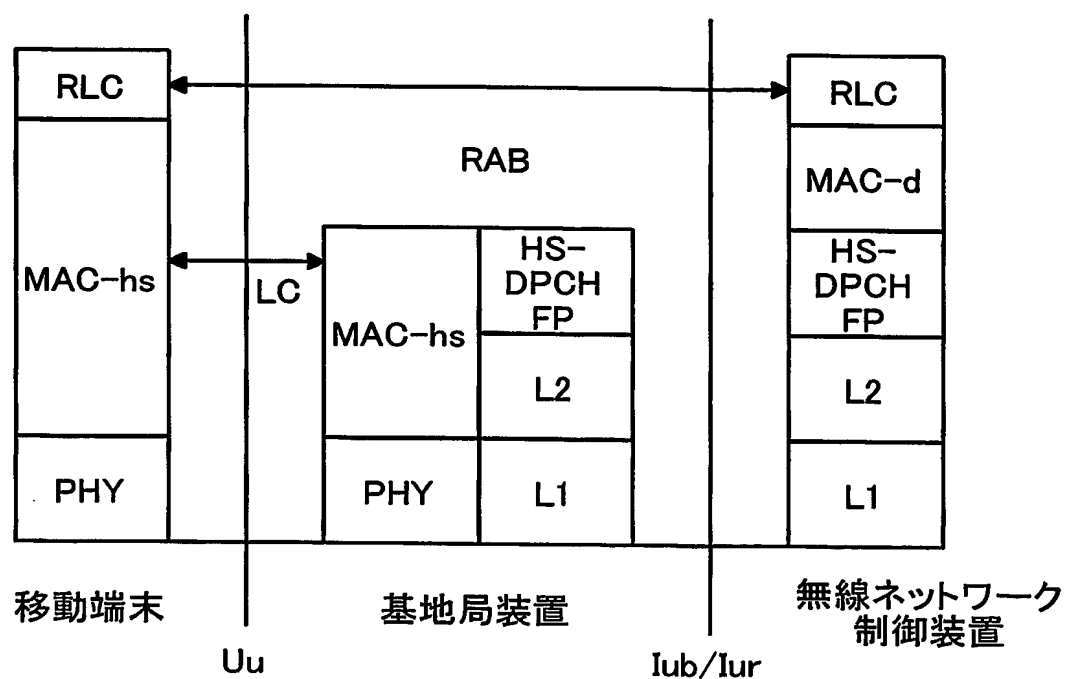 RLC
RLC
RAB
MAC-d
MAC-hs
LC
HS-
DPCH
FP
HS-
DPCH
FP
MAC-hs
L2
L2
PHY
PHY
L1
L1
移動端末
基地局装置
無線ネットワーク
制御装置
Uu
Iub/Iur